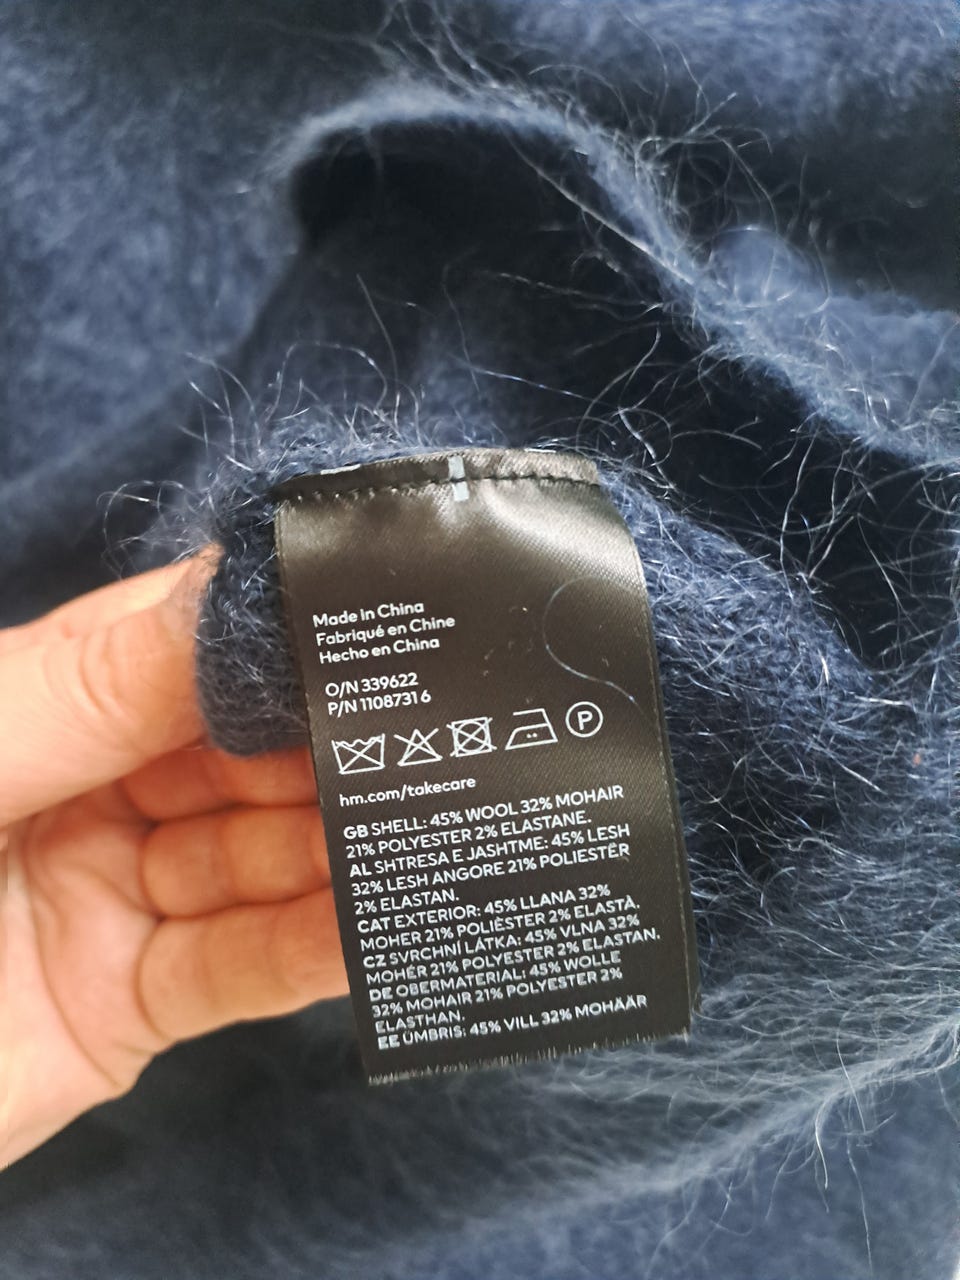 Made in China
Fabriqué en Chine
Hecho en China
O/N 339622
P/N 1108731 6
P
hm.com/takecare
GB SHELL: 45% WOOL 32% MOHAIR
21% POLYESTER 2% ELASTANE.
AL SHTRESA E JASHTME: 45% LESH
32% LESH ANGORE 21% POLIESTËR
2% ELASTAN.
CAT EXTERIOR: 45% LLANA 32%
MOHER 21% POLIÈSTER 2% ELASTÀ.
CZ SVRCHNÍ LÁTKA: 45% VLNA 32%
MOHÉR 21% POLYESTER 2% ELASTAN.
DE OBERMATERIAL: 45% WOLLE
32% MOHAIR 21% POLYESTER 2%
ELASTHAN.
EE ÜMBRIS: 45% VILL 32% MOHÄÄR